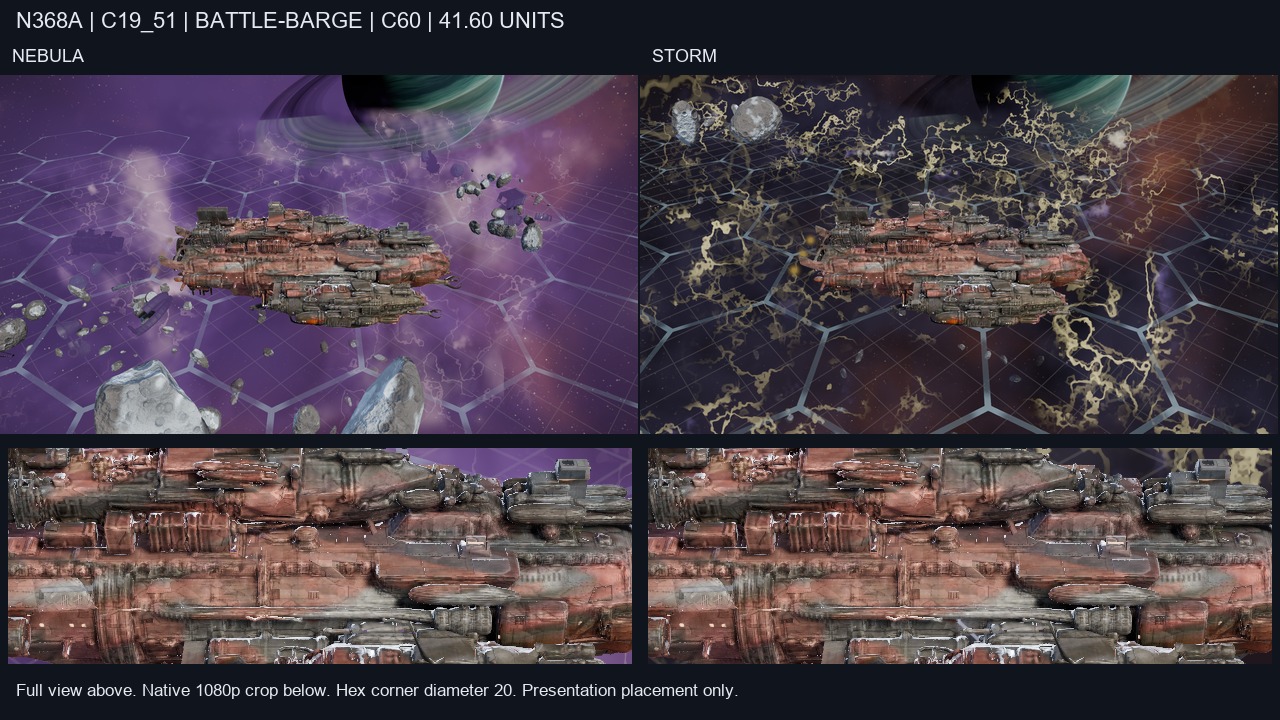 N368A | C19_51 | BATTLE-BARGE | C60 | 41.60 UNITS
NEBULA
STORM
Full view above. Native 1080p crop below. Hex corner diameter 20. Presentation placement only.